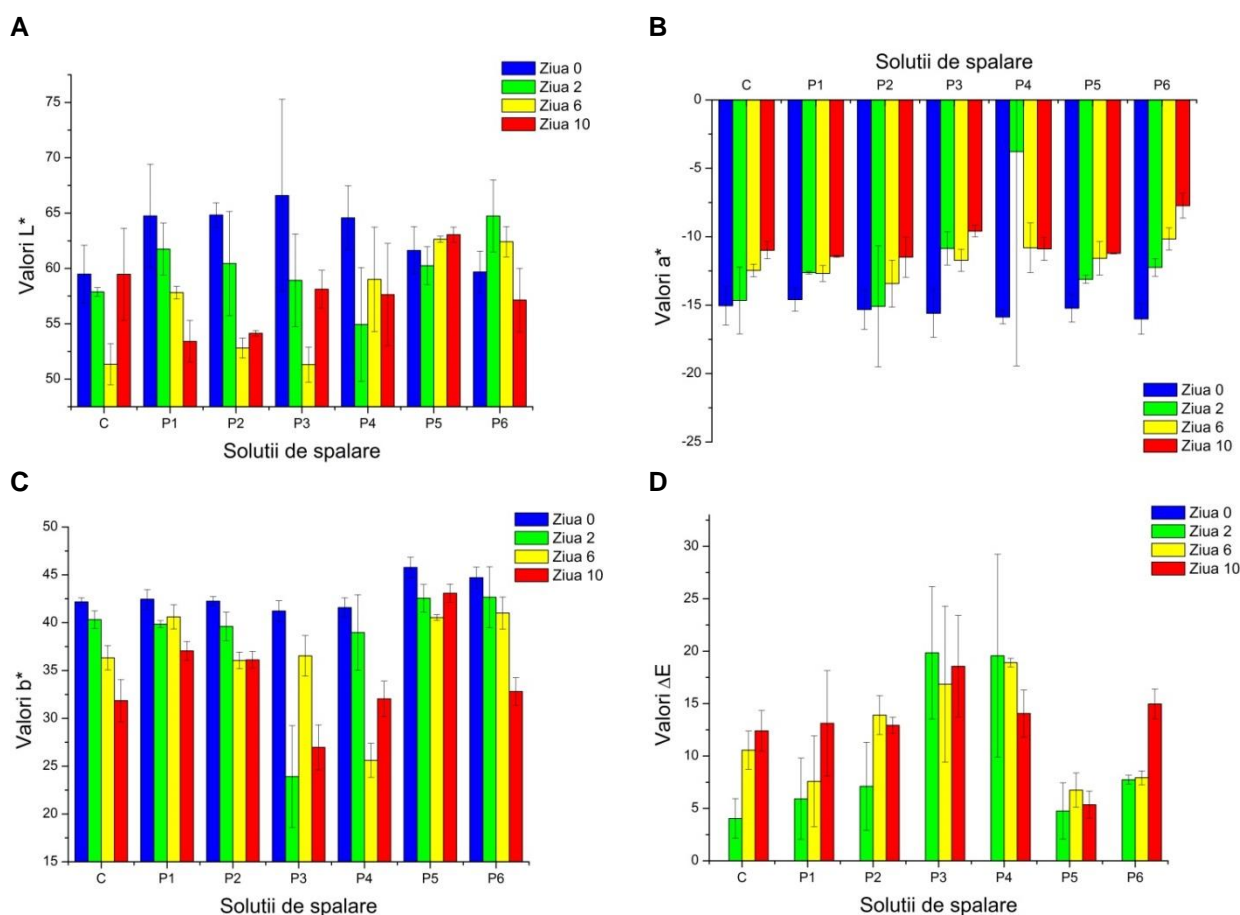 A
Ziua 0
Ziua 2
Ziua 6
Ziua 10
75
70
65
60
55
50
Valori L*
C P1 P2 P3 P4 P5 P6
Solutii de spalare
B
Solutii de spalare
C P1 P2 P3 P4 P5 P6
0
-5
-10
-15
-20
-25
Valori a*
Ziua 0
Ziua 2
Ziua 6
Ziua 10
C
Ziua 0
Ziua 2
Ziua 6
Ziua 10
50
45
40
35
30
25
20
15
Valori b*
C P1 P2 P3 P4 P5 P6
Solutii de spalare
D
Ziua 0
Ziua 2
Ziua 6
Ziua 10
30
25
20
15
10
5
0
Valori ΔE
C P1 P2 P3 P4 P5 P6
Solutii de spalare